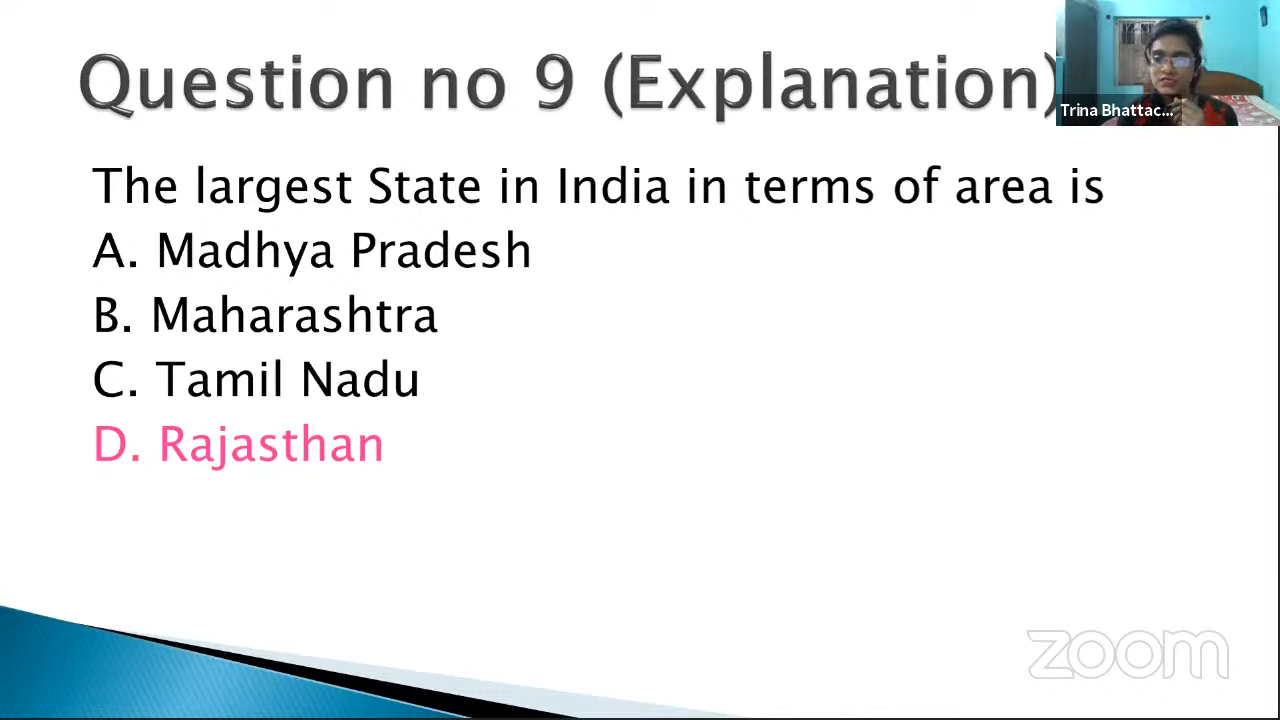 Question no 9 (Explanation)
Trina Bhattac...
The largest State in India in terms of area is
A. Madhya Pradesh
B. Maharashtra
C. Tamil Nadu
D. Rajasthan
zoom